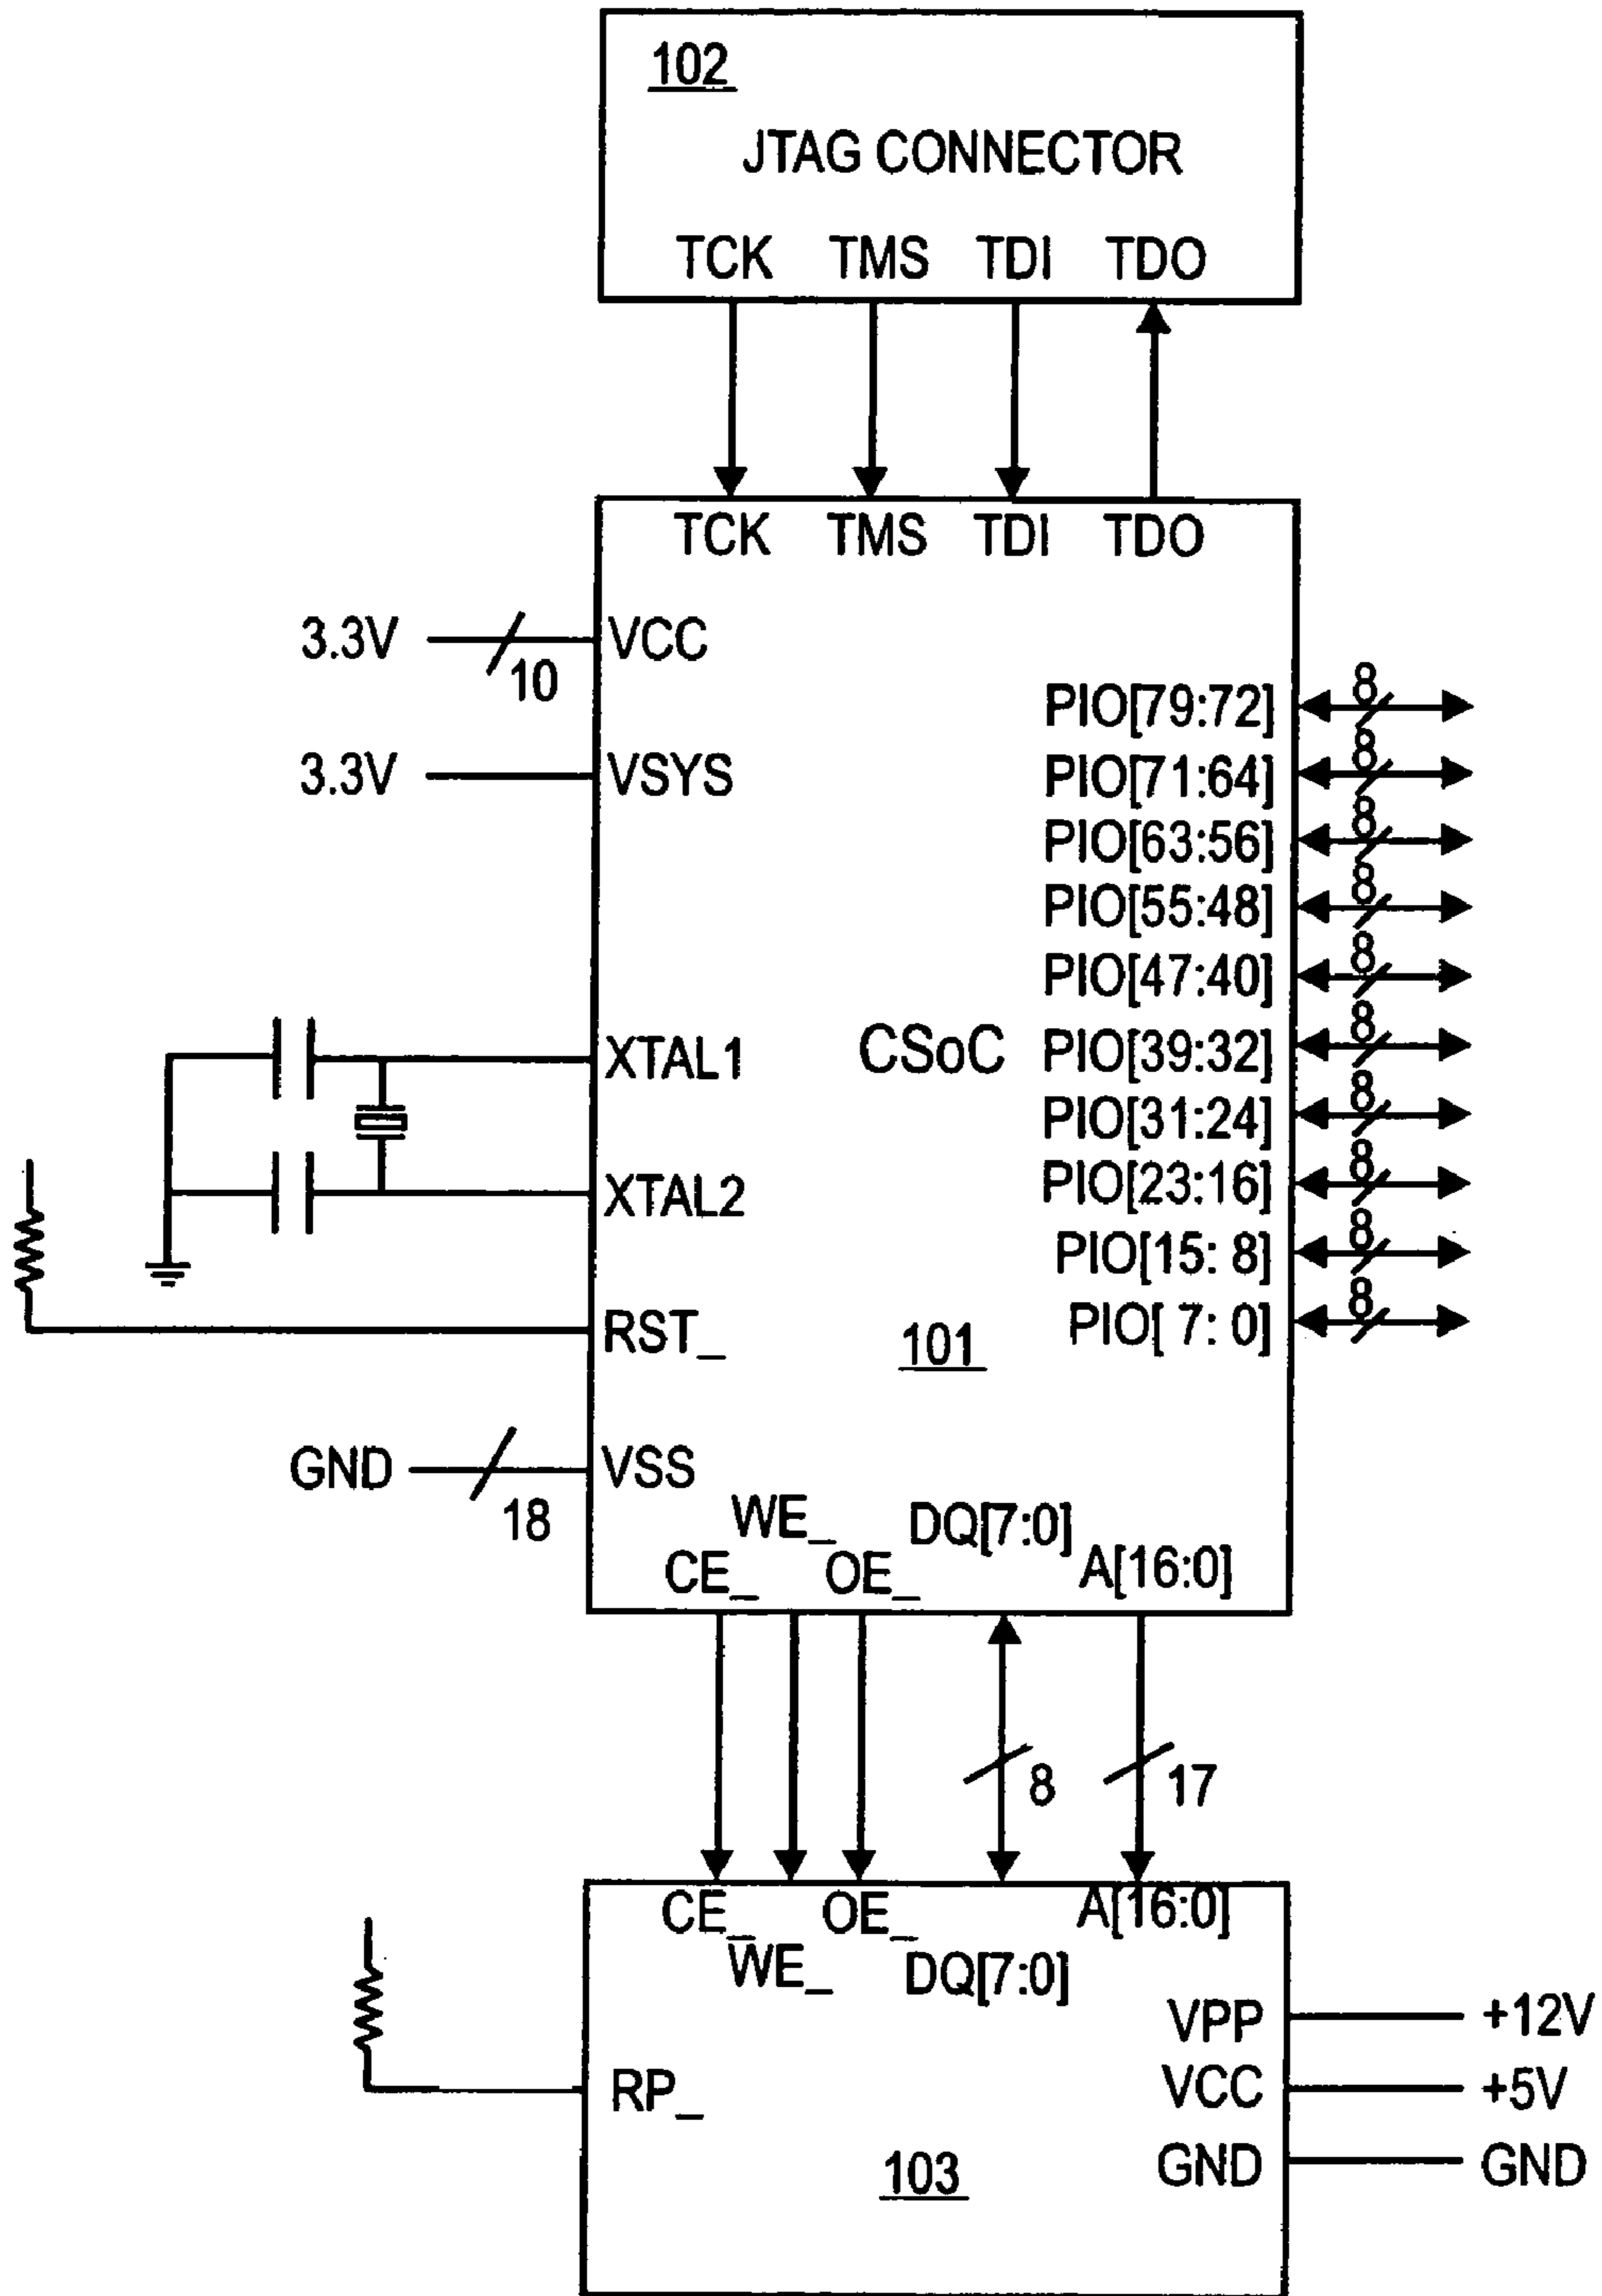 102
JTAG CONNECTOR
TCK TMS TDI TDO
TCK TMS TDI TDO
3.3V 10 VCC
PIO[79:72] 8
3.3V VSYS
PIO[71:64] 8
PIO[63:56] 8
PIO[55:48] 8
PIO[47:40] 8
XTAL1 CSoC PIO[39:32] 8
PIO[31:24] 8
XTAL2 PIO[23:16] 8
PIO[15: 8] 8
RST_ 101 PIO[ 7: 0] 8
GND 18 VSS
WE_ DQ[7:0]
CE_ OE_ A[16:0]
8 17
CE_ OE_ A[16:0]
WE_ DQ[7:0]
VPP +12V
RP_ VCC +5V
103 GND GND